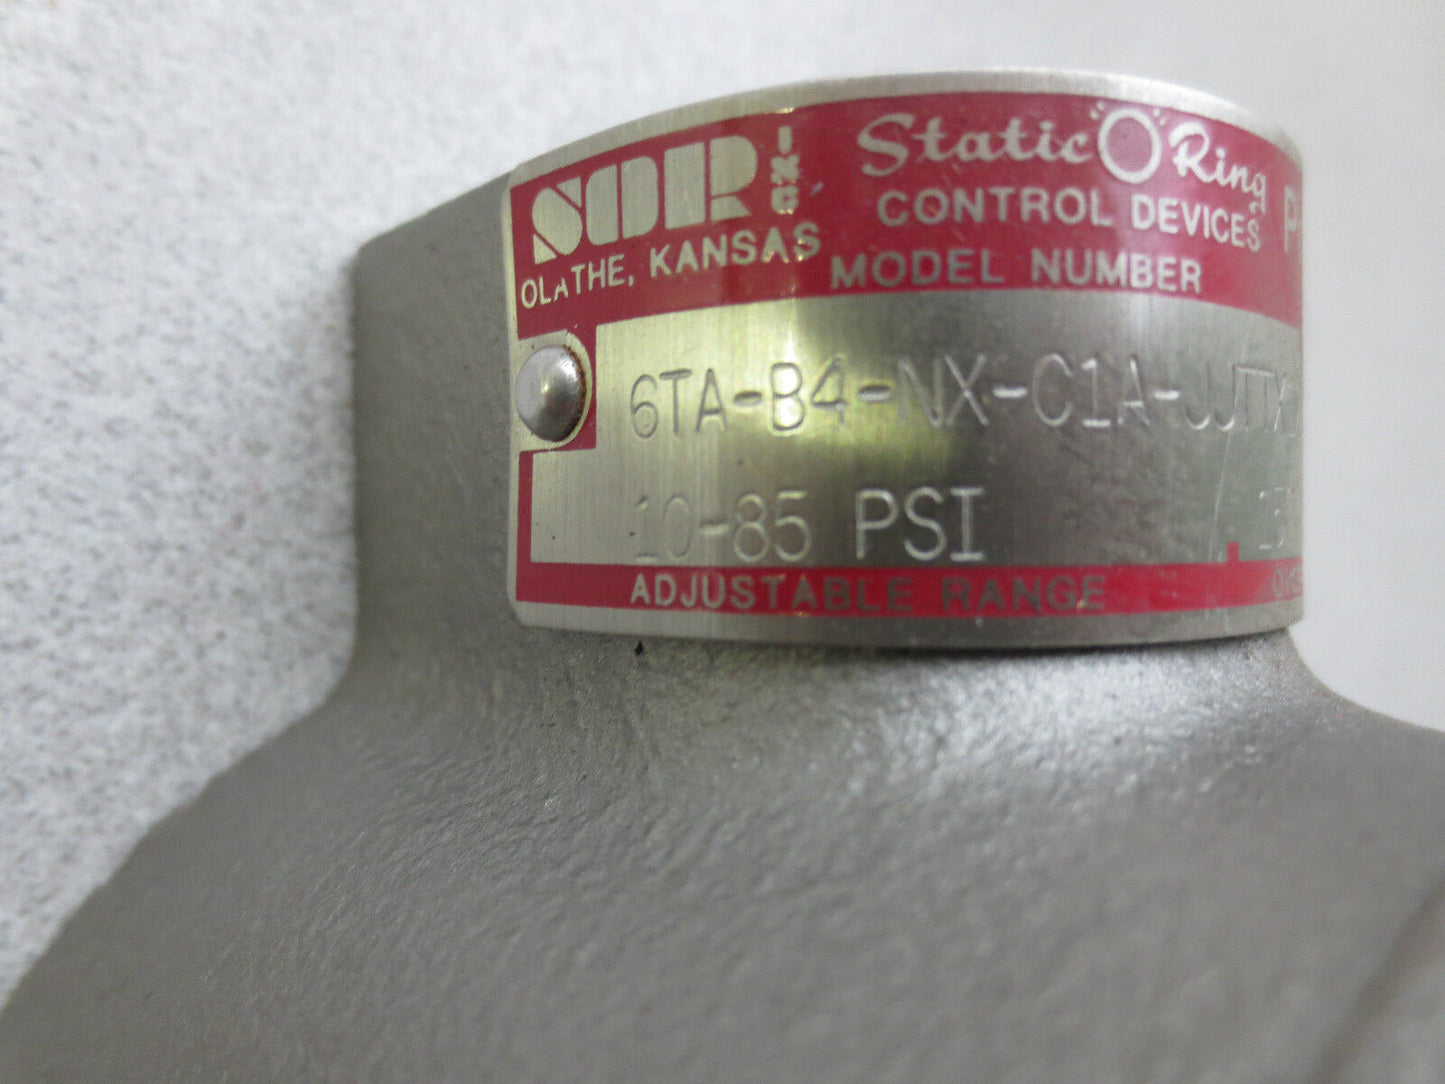 SOR INC
Static "O" Ring
OLATHE, KANSAS
CONTROL DEVICES
MODEL NUMBER
6TA-B4-NX-C1A-JJTTX
10-85 PSI
ADJUSTABLE RANGE